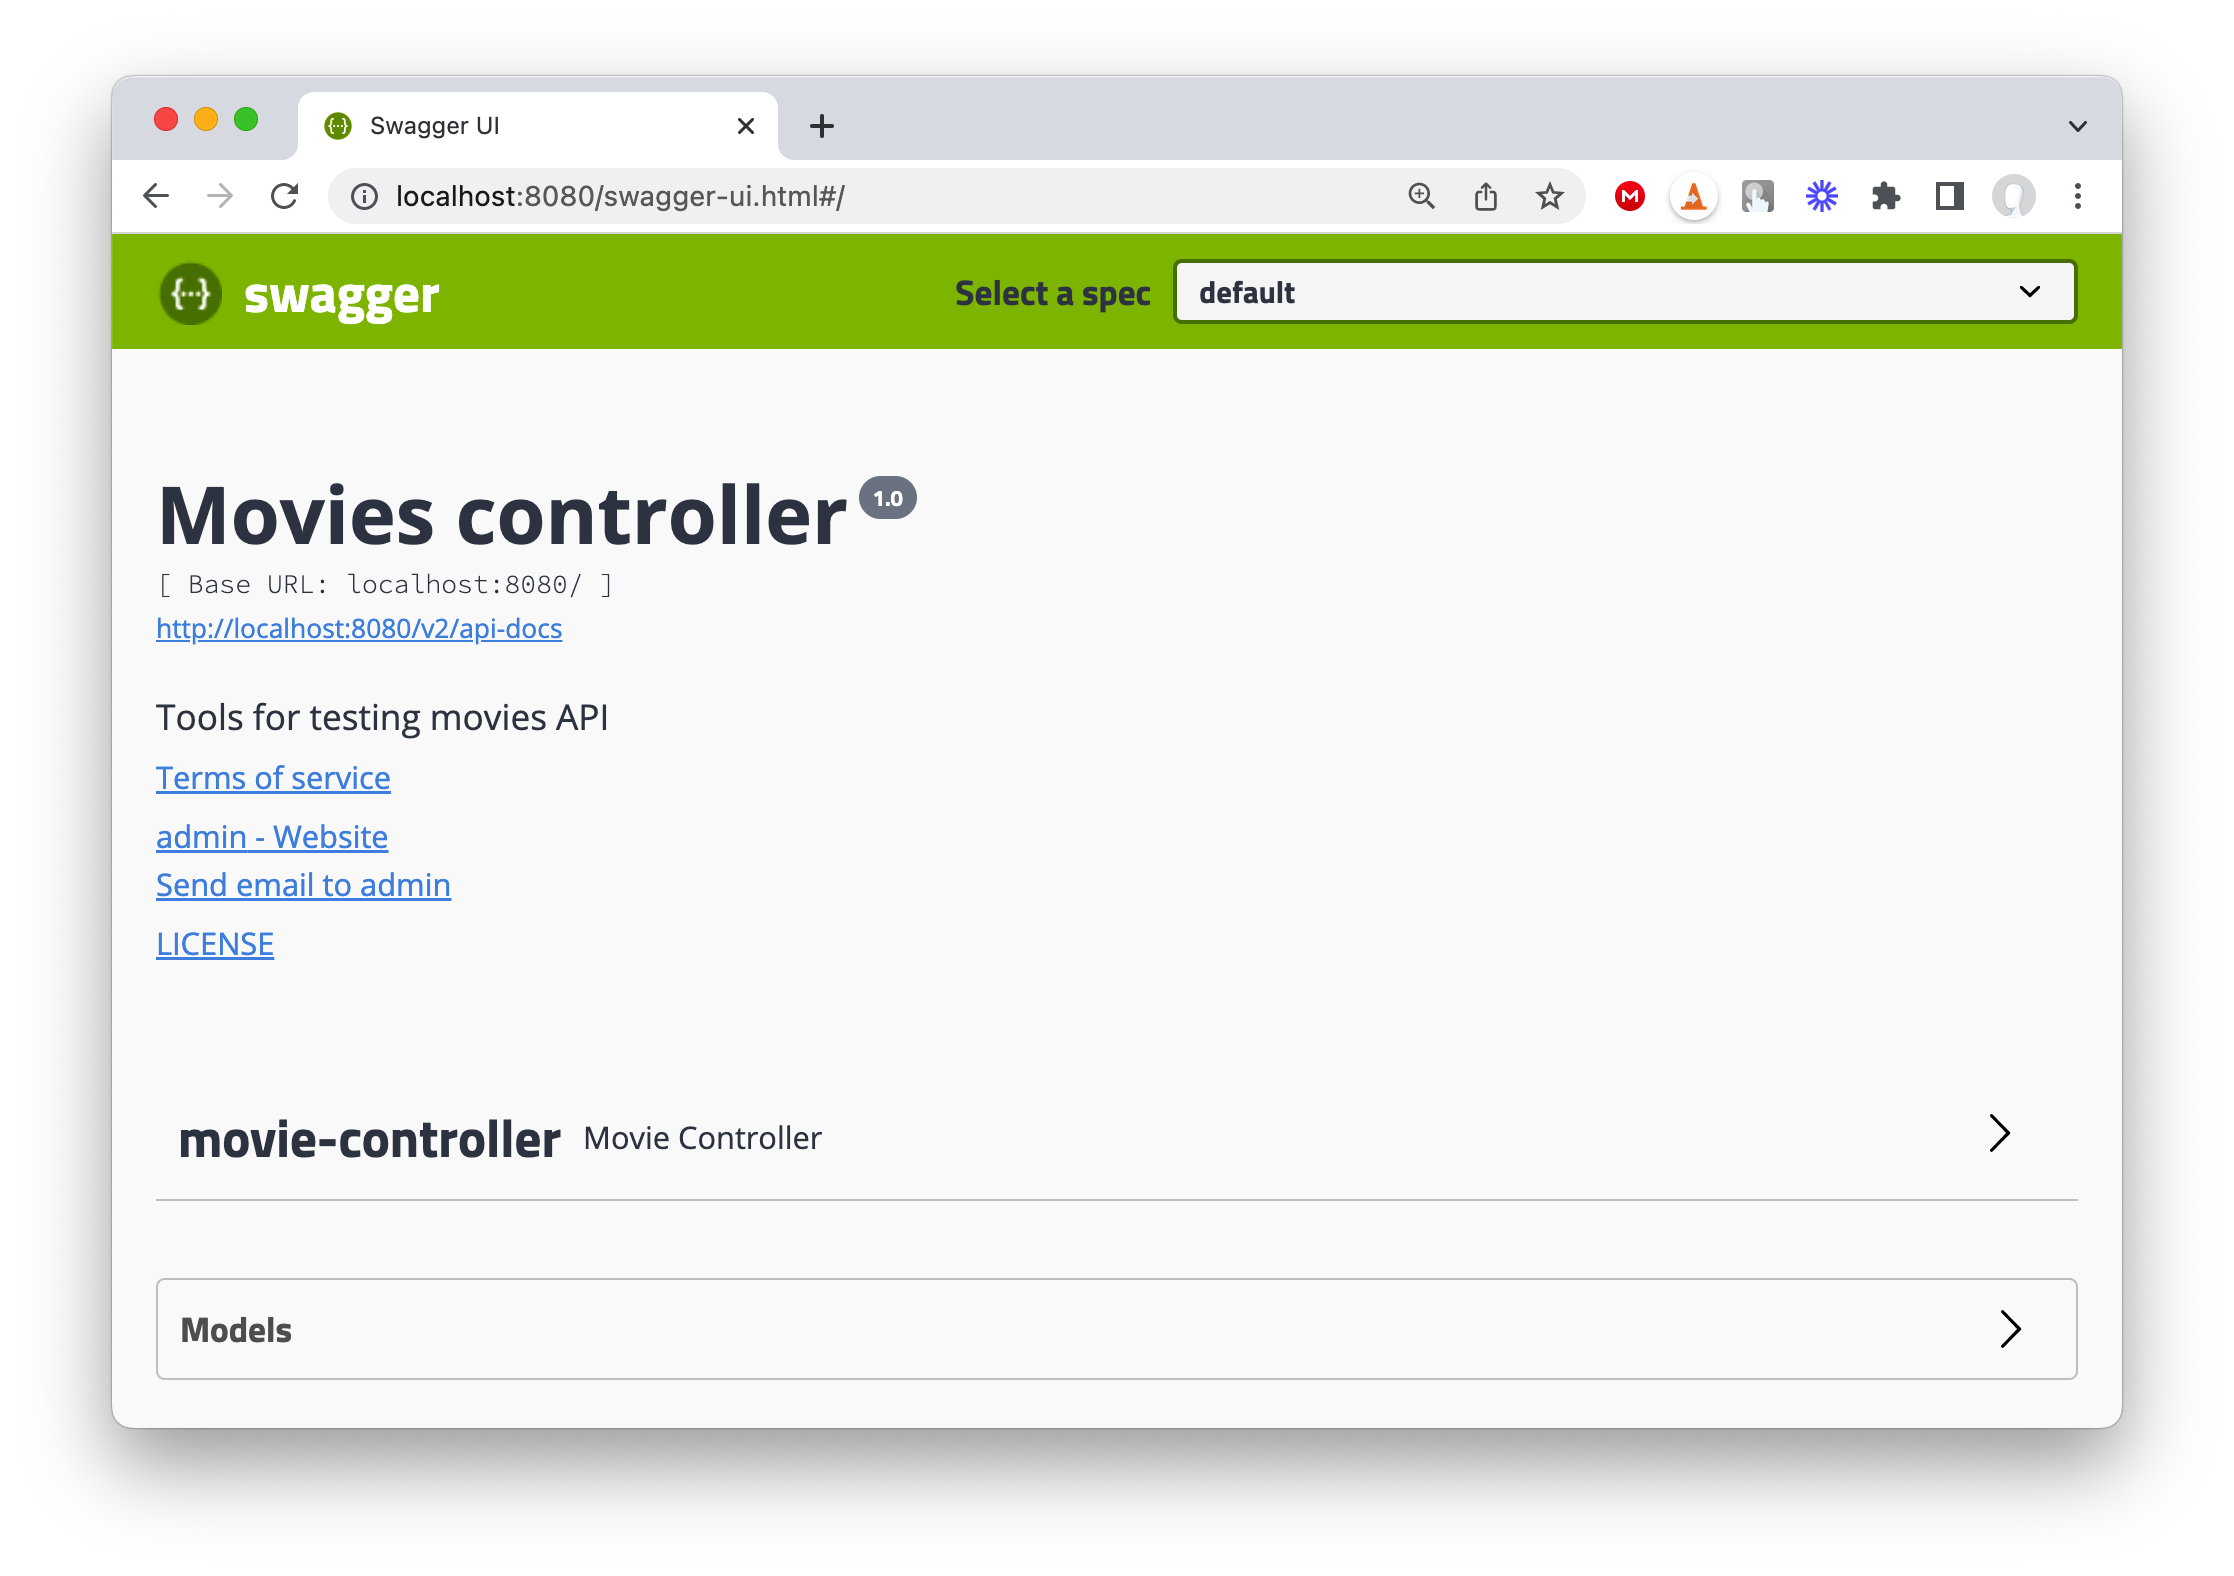 Swagger UI
localhost:8080/swagger-ui.html#/
{···} swagger
Select a spec
default
Movies controller 1.0
[ Base URL: localhost:8080/ ]
http://localhost:8080/v2/api-docs
Tools for testing movies API
Terms of service
admin - Website
Send email to admin
LICENSE
movie-controller Movie Controller
Models